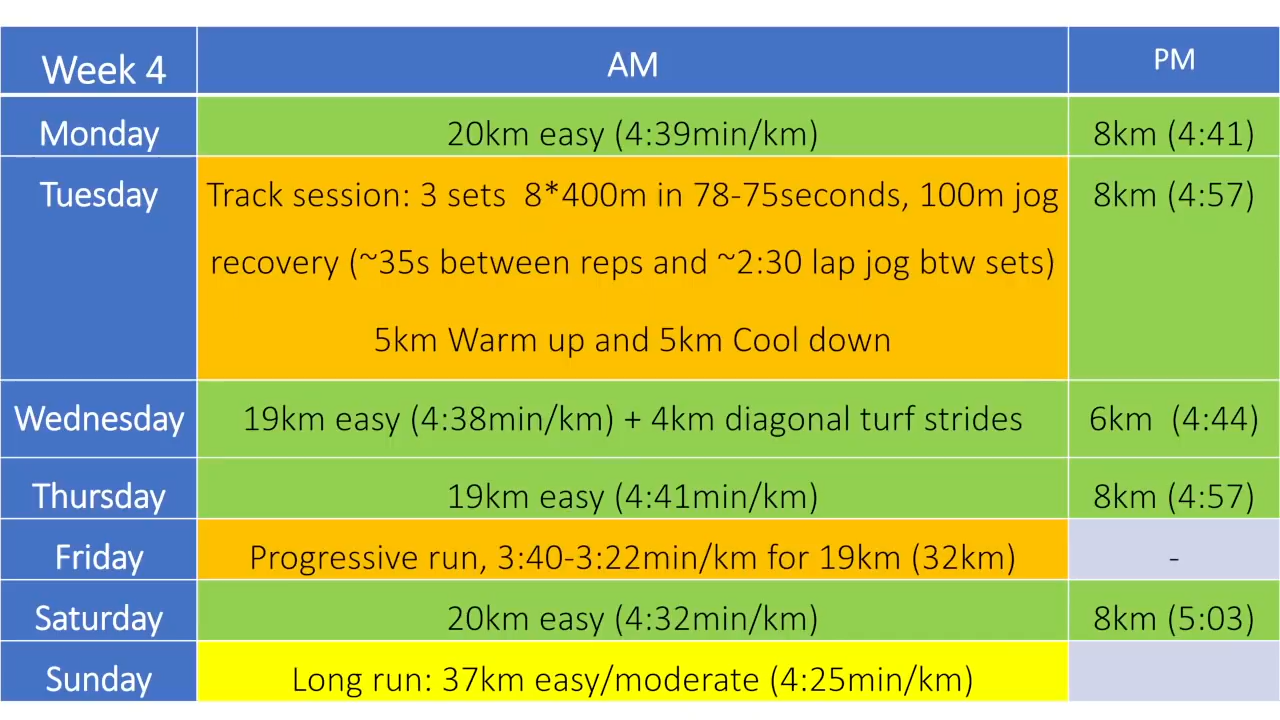 Week 4 AM PM
Monday 20km easy (4:39min/km) 8km (4:41)
Tuesday Track session: 3 sets 8*400m in 78-75seconds, 100m jog 8km (4:57)
recovery (~35s between reps and ~2:30 lap jog btw sets)
5km Warm up and 5km Cool down
Wednesday 19km easy (4:38min/km) + 4km diagonal turf strides 6km (4:44)
Thursday 19km easy (4:41min/km) 8km (4:57)
Friday Progressive run, 3:40-3:22min/km for 19km (32km) -
Saturday 20km easy (4:32min/km) 8km (5:03)
Sunday Long run: 37km easy/moderate (4:25min/km)